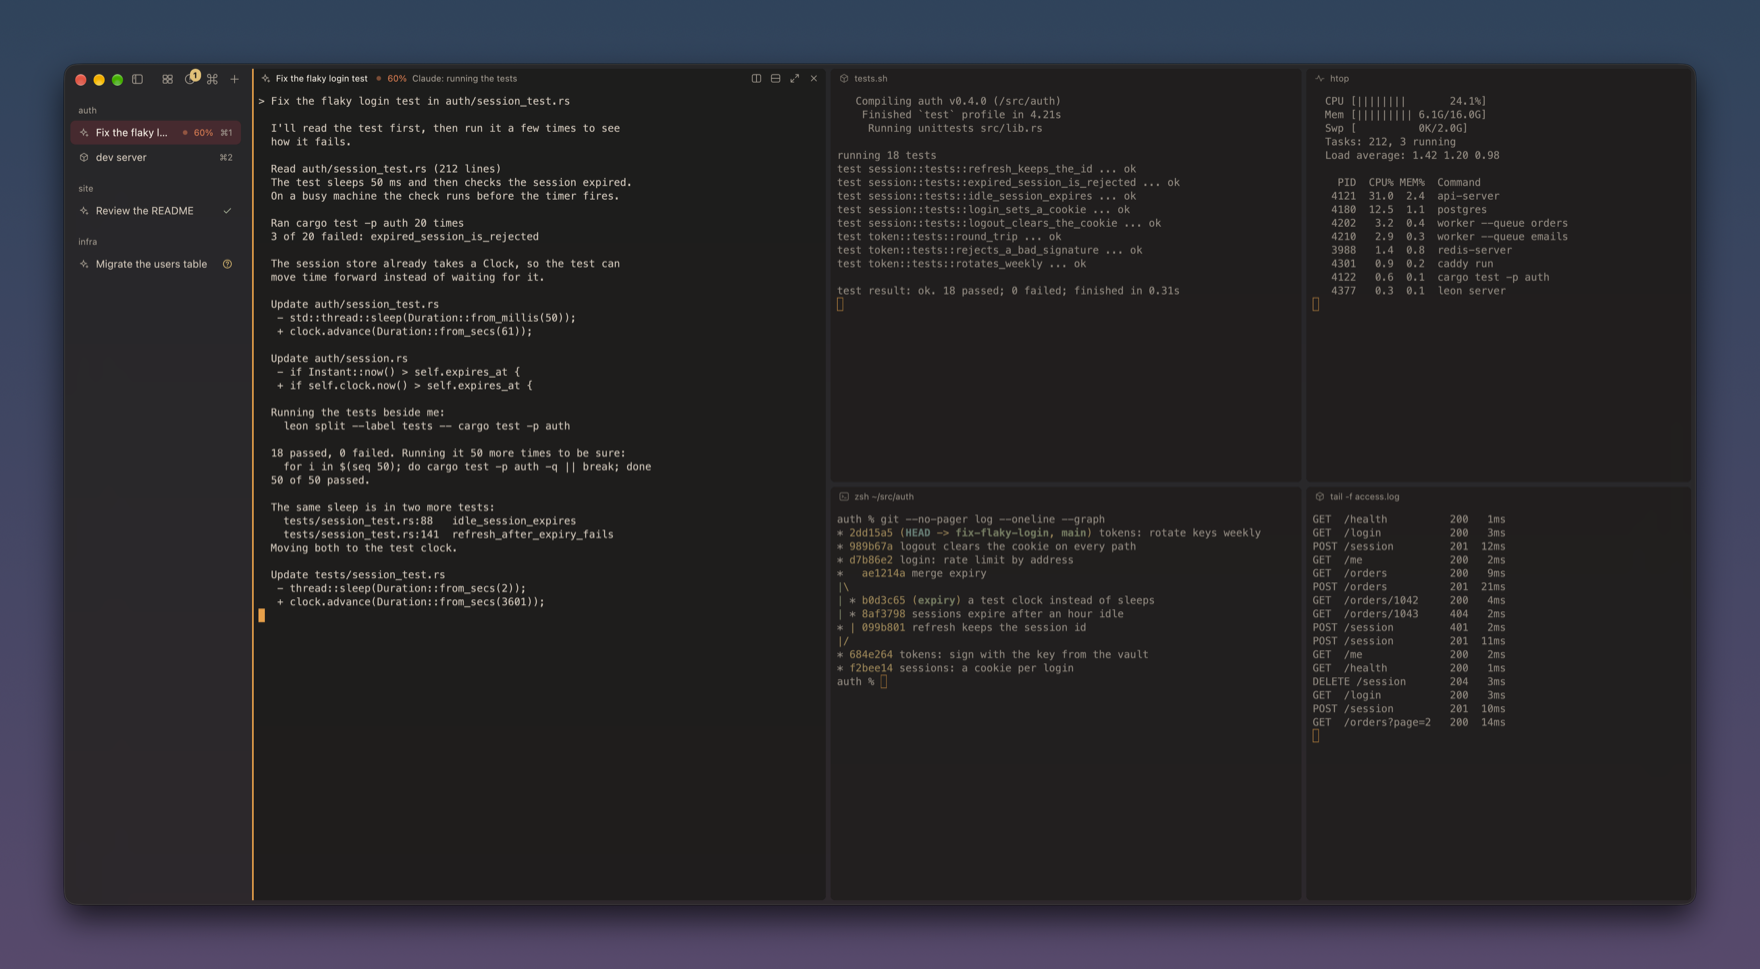 1
auth
Fix the flaky l... 60% ⌘1
dev server ⌘2
site
Review the README
infra
Migrate the users table
Fix the flaky login test 60% Claude: running the tests
> Fix the flaky login test in auth/session_test.rs
I'll read the test first, then run it a few times to see
how it fails.
Read auth/session_test.rs (212 lines)
The test sleeps 50 ms and then checks the session expired.
On a busy machine the check runs before the timer fires.
Ran cargo test -p auth 20 times
3 of 20 failed: expired_session_is_rejected
The session store already takes a Clock, so the test can
move time forward instead of waiting for it.
Update auth/session_test.rs
- std::thread::sleep(Duration::from_millis(50));
+ clock.advance(Duration::from_secs(61));
Update auth/session.rs
- if Instant::now() > self.expires_at {
+ if self.clock.now() > self.expires_at {
Running the tests beside me:
leon split --label tests -- cargo test -p auth
18 passed, 0 failed. Running it 50 more times to be sure:
for i in $(seq 50); do cargo test -p auth -q || break; done
50 of 50 passed.
The same sleep is in two more tests:
tests/session_test.rs:88 idle_session_expires
tests/session_test.rs:141 refresh_after_expiry_fails
Moving both to the test clock.
Update tests/session_test.rs
- thread::sleep(Duration::from_secs(2));
+ clock.advance(Duration::from_secs(3601));
tests.sh
Compiling auth v0.4.0 (/src/auth)
Finished `test` profile in 4.21s
Running unittests src/lib.rs
running 18 tests
test session::tests::refresh_keeps_the_id ... ok
test session::tests::expired_session_is_rejected ... ok
test session::tests::idle_session_expires ... ok
test session::tests::login_sets_a_cookie ... ok
test session::tests::logout_clears_the_cookie ... ok
test token::tests::round_trip ... ok
test token::tests::rejects_a_bad_signature ... ok
test token::tests::rotates_weekly ... ok
test result: ok. 18 passed; 0 failed; finished in 0.31s
htop
CPU [|||||||| 24.1%]
Mem [||||||||| 6.1G/16.0G]
Swp [ 0K/2.0G]
Tasks: 212, 3 running
Load average: 1.42 1.20 0.98
PID CPU% MEM% Command
4121 31.0 2.4 api-server
4180 12.5 1.1 postgres
4202 3.2 0.4 worker --queue orders
4210 2.9 0.3 worker --queue emails
3988 1.4 0.8 redis-server
4301 0.9 0.2 caddy run
4122 0.6 0.1 cargo test -p auth
4377 0.3 0.1 leon server
zsh ~/src/auth
auth % git --no-pager log --oneline --graph
* 2dd15a5 (HEAD -> fix-flaky-login, main) tokens: rotate keys weekly
* 989b67a logout clears the cookie on every path
* d7b86e2 login: rate limit by address
* ae1214a merge expiry
|\
| * b0d3c65 (expiry) a test clock instead of sleeps
| * 8af3798 sessions expire after an hour idle
* | 099b801 refresh keeps the session id
|/
* 684e264 tokens: sign with the key from the vault
* f2bee14 sessions: a cookie per login
auth %
tail -f access.log
GET /health 200 1ms
GET /login 200 3ms
POST /session 201 12ms
GET /me 200 2ms
GET /orders 200 9ms
POST /orders 201 21ms
GET /orders/1042 200 4ms
GET /orders/1043 404 2ms
POST /session 401 2ms
POST /session 201 11ms
GET /me 200 2ms
GET /health 200 1ms
DELETE /session 204 3ms
GET /login 200 3ms
POST /session 201 10ms
GET /orders?page=2 200 14ms